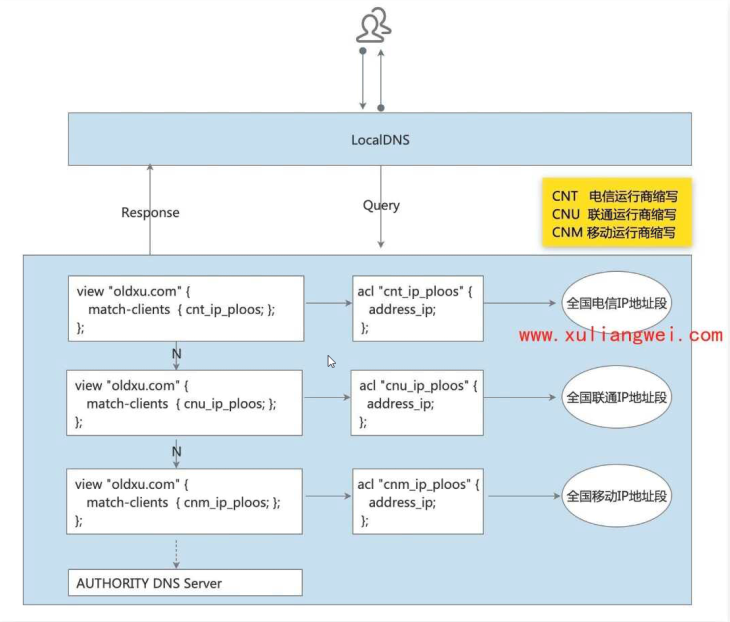 LocalDNS
Response
Query
CNT 电信运行商缩写
CNU 联通运行商缩写
CNM 移动运行商缩写
view "oldxu.com" {
match-clients { cnt_ip_ploos; };
};
acl "cnt_ip_ploos" {
address_ip;
};
全国电信IP地址段
www.xuliangwei.com
N
view "oldxu.com" {
match-clients { cnu_ip_ploos; };
};
acl "cnu_ip_ploos" {
address_ip;
};
全国联通IP地址段
N
view "oldxu.com" {
match-clients { cnm_ip_ploos; };
};
acl "cnm_ip_ploos" {
address_ip;
};
全国移动IP地址段
AUTHORITY DNS Server